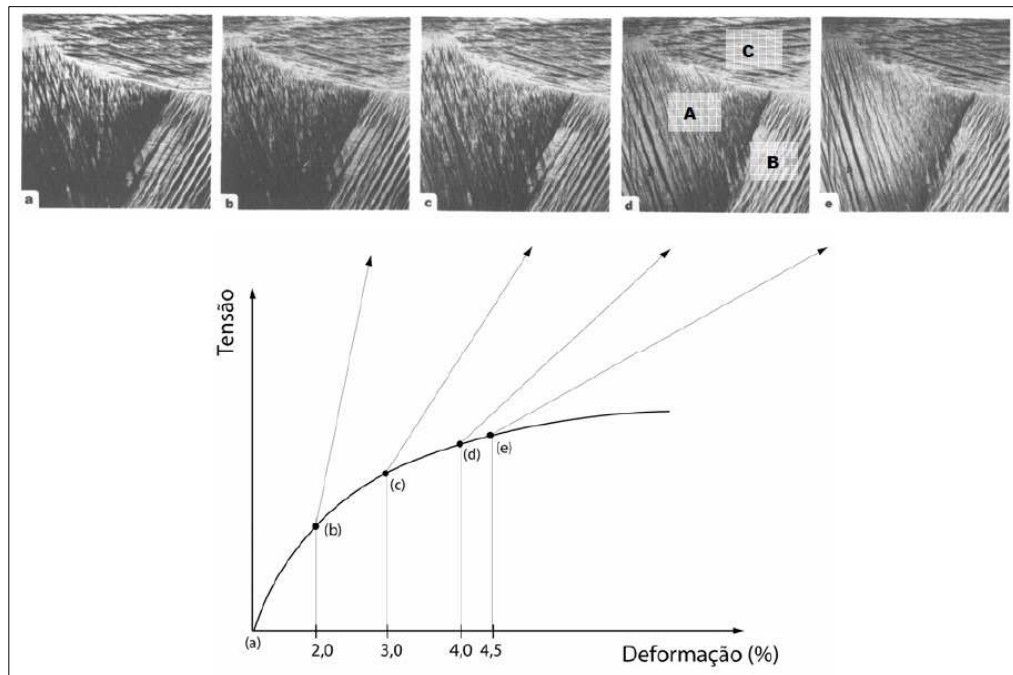 a
b
c
d
e
C
A
B
Tensão
(a)
(b)
(c)
(d)
(e)
2,0
3,0
4,0
4,5
Deformação (%)